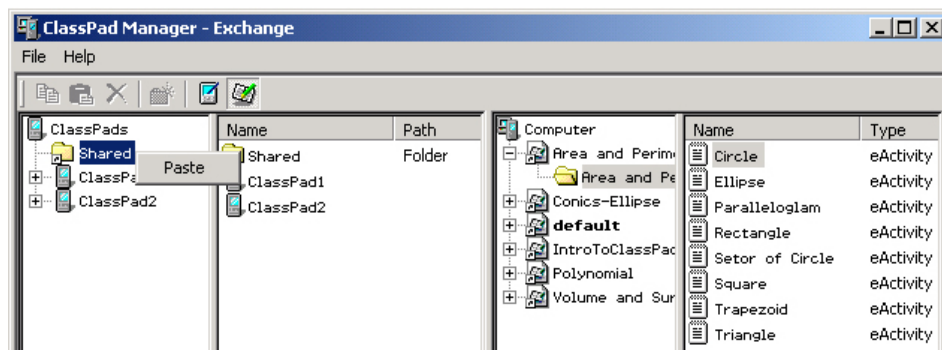 ClassPad Manager - Exchange
File Help
ClassPads
Shared
ClassPa
ClassPad2
Paste
Name Path
Shared Folder
ClassPad1
ClassPad2
Computer
Area and Perim
Area and Pe
Conics-Ellipse
default
IntroToClassPad
Polynomial
Volume and Sur
Name Type
Circle eActivity
Ellipse eActivity
Paralleloglam eActivity
Rectangle eActivity
Setor of Circle eActivity
Square eActivity
Trapezoid eActivity
Triangle eActivity